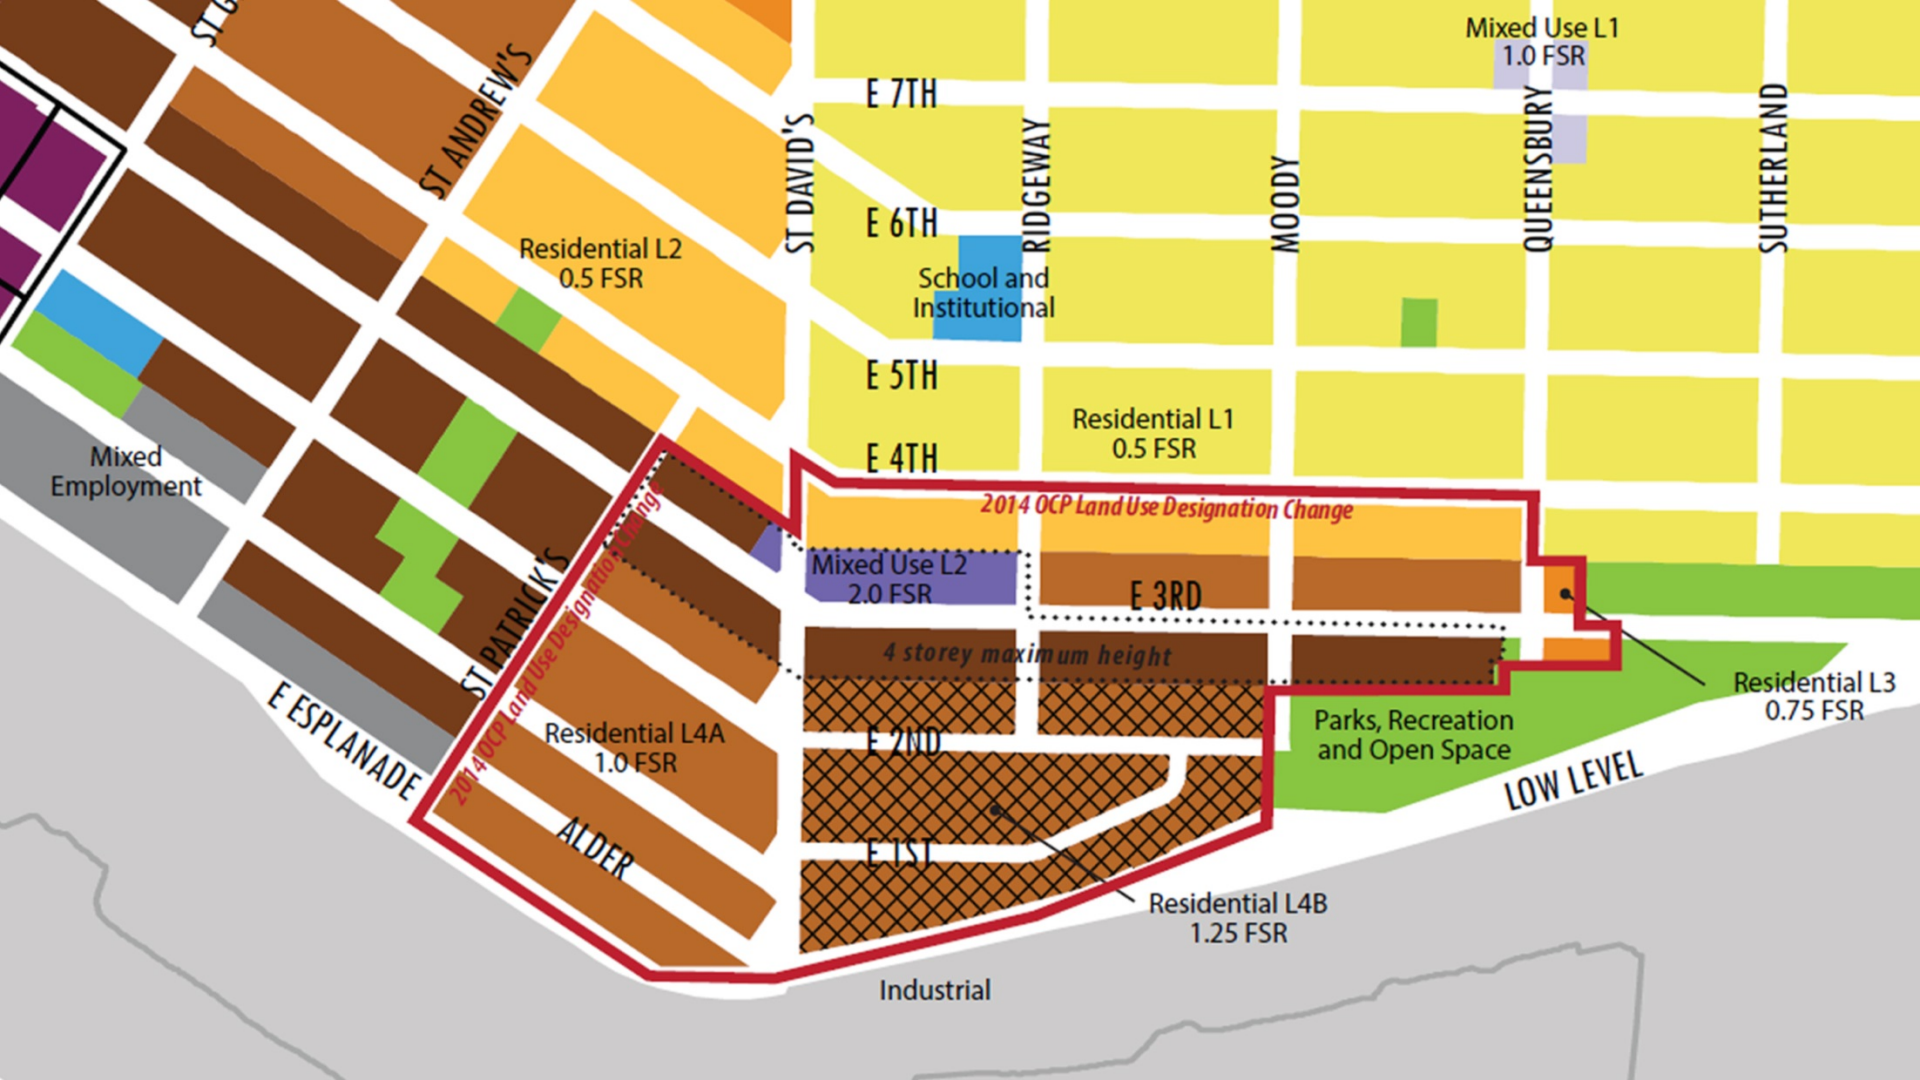 ST G
ST ANDREW'S
Mixed Use L1
1.0 FSR
E 7TH
ST DAVID'S
RIDGEWAY
MOODY
QUEENSBURY
SUTHERLAND
E 6TH
Residential L2
0.5 FSR
School and
Institutional
E 5TH
Residential L1
0.5 FSR
E 4TH
Mixed
Employment
2014 OCP Land Use Designation Change
2014 OCP Land Use Designation Change
Mixed Use L2
2.0 FSR
E 3RD
ST PATRICK'S
4 storey maximum height
Residential L3
0.75 FSR
E ESPLANADE
Residential L4A
1.0 FSR
E 2ND
Parks, Recreation
and Open Space
LOW LEVEL
ALDER
E 1ST
Residential L4B
1.25 FSR
Industrial